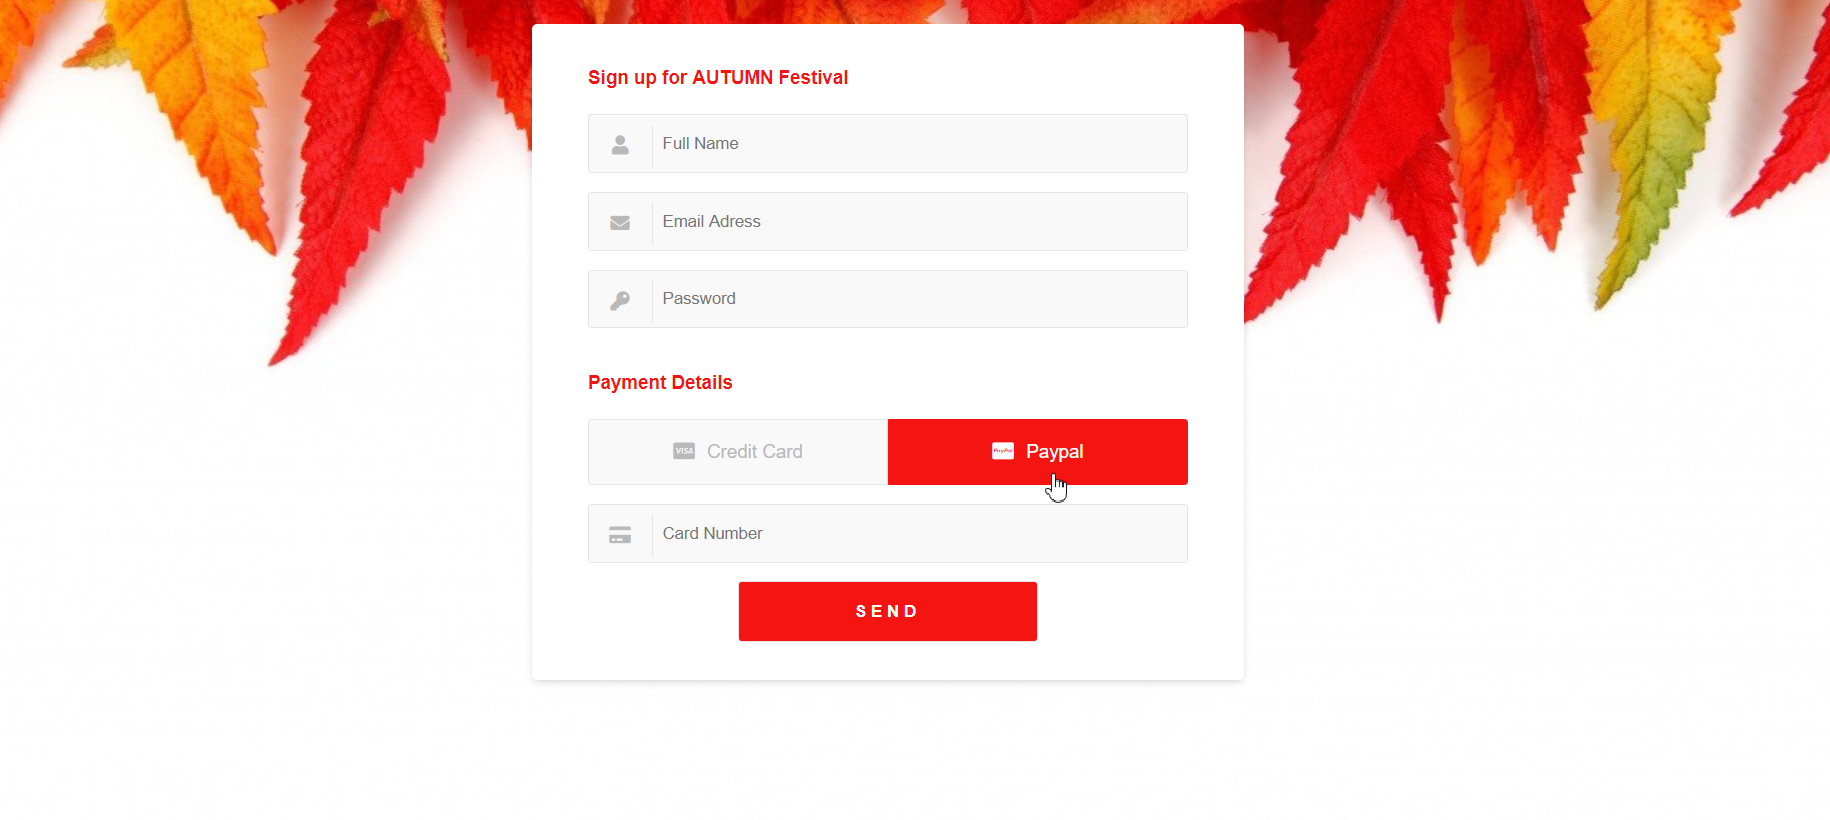 Sign up for AUTUMN Festival
Full Name
Email Adress
Password
Payment Details
VISA Credit Card
PayPal Paypal
Card Number
SEND